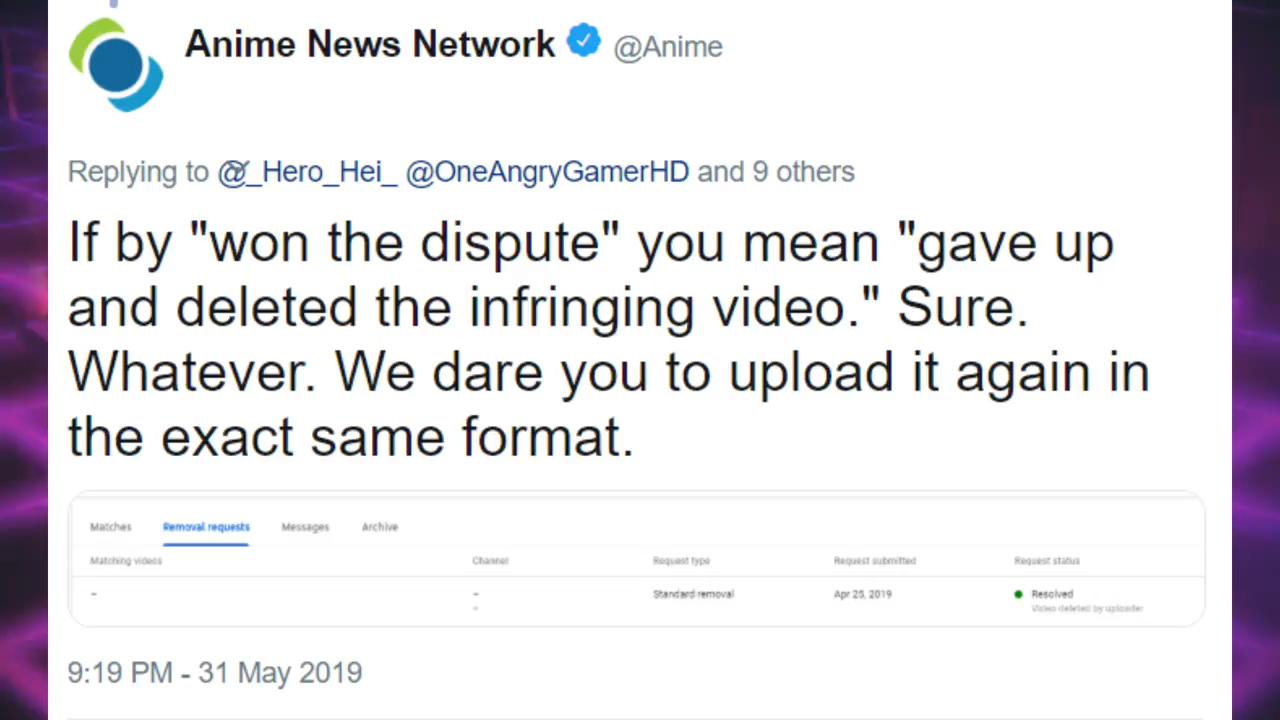 Anime News Network @Anime
Replying to @_Hero_Hei_ @OneAngryGamerHD and 9 others
If by "won the dispute" you mean "gave up
and deleted the infringing video." Sure.
Whatever. We dare you to upload it again in
the exact same format.
Matches Removal requests Messages Archive
Matching videos Channel Request type Request submitted Request status
– – Standard removal Apr 25, 2019 Resolved
Video deleted by uploader
9:19 PM - 31 May 2019